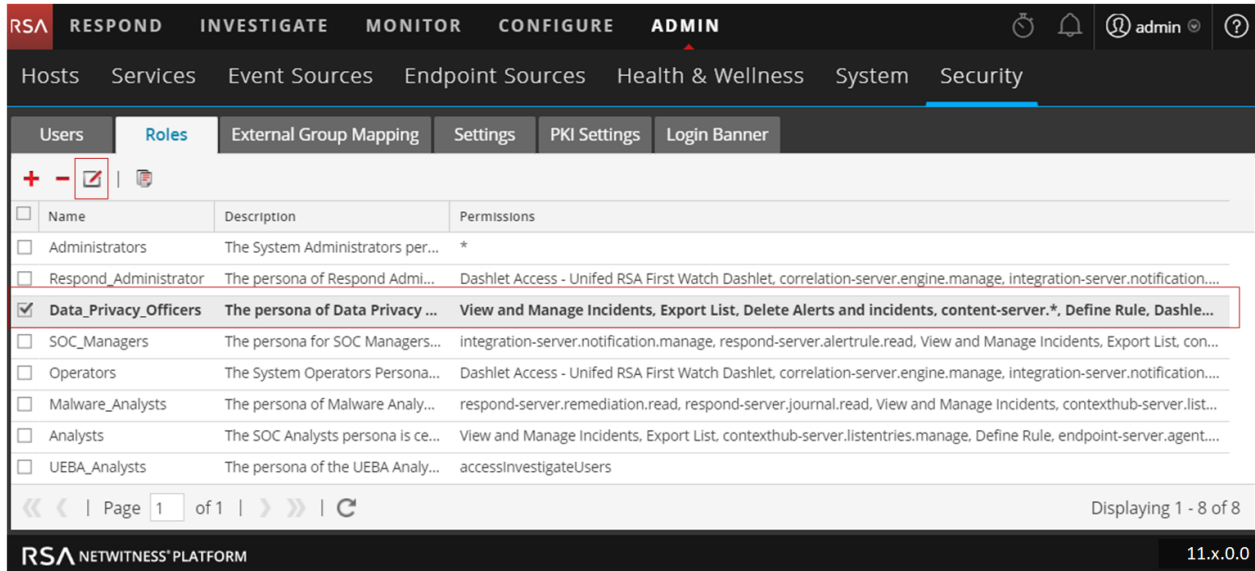 RSA RESPOND INVESTIGATE MONITOR CONFIGURE ADMIN admin ?
Hosts Services Event Sources Endpoint Sources Health & Wellness System Security
Users Roles External Group Mapping Settings PKI Settings Login Banner
Name Description Permissions
Administrators The System Administrators per... *
Respond_Administrator The persona of Respond Admi... Dashlet Access - Unifed RSA First Watch Dashlet, correlation-server.engine.manage, integration-server.notification....
Data_Privacy_Officers The persona of Data Privacy ... View and Manage Incidents, Export List, Delete Alerts and incidents, content-server.*, Define Rule, Dashle...
SOC_Managers The persona for SOC Managers... integration-server.notification.manage, respond-server.alertrule.read, View and Manage Incidents, Export List, con...
Operators The System Operators Persona... Dashlet Access - Unifed RSA First Watch Dashlet, correlation-server.engine.manage, integration-server.notification....
Malware_Analysts The persona of Malware Analy... respond-server.remediation.read, respond-server.journal.read, View and Manage Incidents, contexthub-server.list...
Analysts The SOC Analysts persona is ce... View and Manage Incidents, Export List, contexthub-server.listentries.manage, Define Rule, endpoint-server.agent....
UEBA_Analysts The persona of the UEBA Analy... accessInvestigateUsers
Page 1 of 1 Displaying 1 - 8 of 8
RSA NETWITNESS® PLATFORM 11.x.0.0